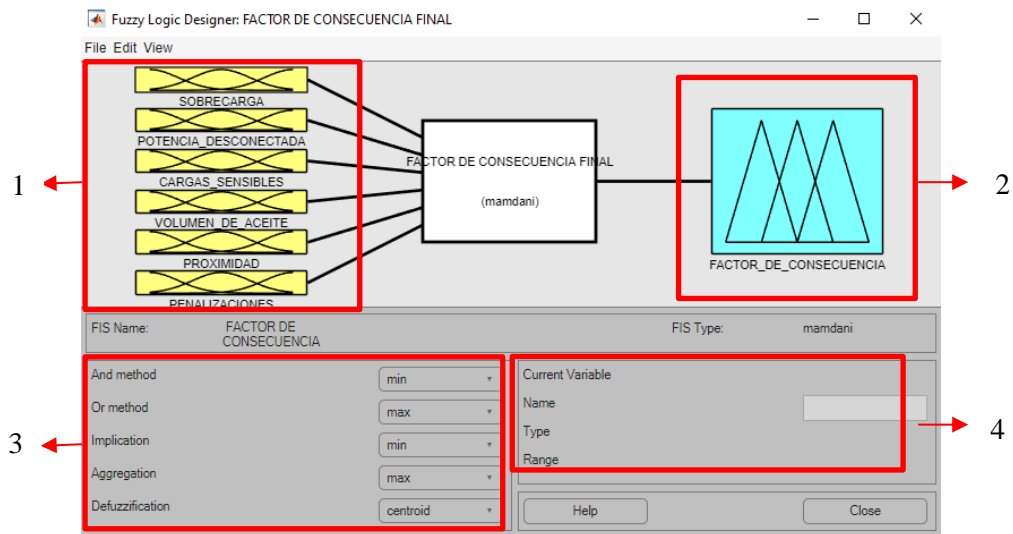 Fuzzy Logic Designer: FACTOR DE CONSECUENCIA FINAL
File Edit View
SOBRECARGA
POTENCIA_DESCONECTADA
CARGAS_SENSIBLES
VOLUMEN_DE_ACEITE
PROXIMIDAD
PENALIZACIONES
FACTOR DE CONSECUENCIA FINAL
(mamdani)
FACTOR_DE_CONSECUENCIA
1
2
FIS Name: FACTOR DE
CONSECUENCIA
FIS Type: mamdani
And method min
Or method max
Implication min
Aggregation max
Defuzzification centroid
3
Current Variable
Name
Type
Range
4
Help Close